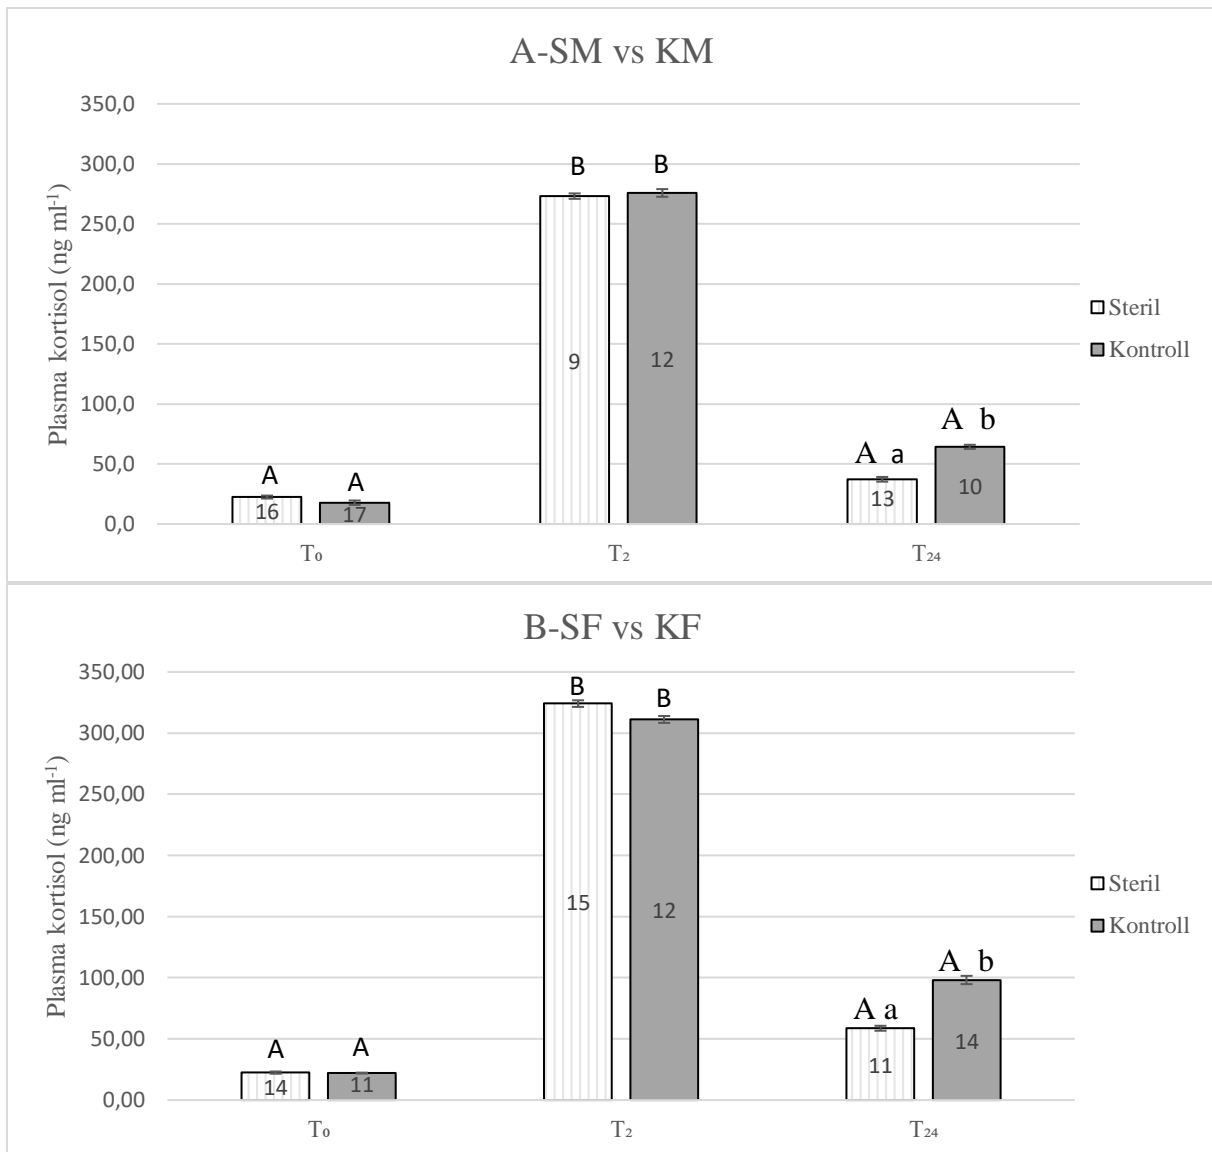 A-SM vs KM
350,0
300,0
250,0
200,0
150,0
100,0
50,0
0,0
Plasma kortisol (ng ml⁻¹)
B B
9 12
A A
16 17
A a A b
13 10
T₀ T₂ T₂₄
Steril
Kontroll
B-SF vs KF
350,00
300,00
250,00
200,00
150,00
100,00
50,00
0,00
Plasma kortisol (ng ml⁻¹)
B B
15 12
A A
14 11
A a A b
11 14
T₀ T₂ T₂₄
Steril
Kontroll